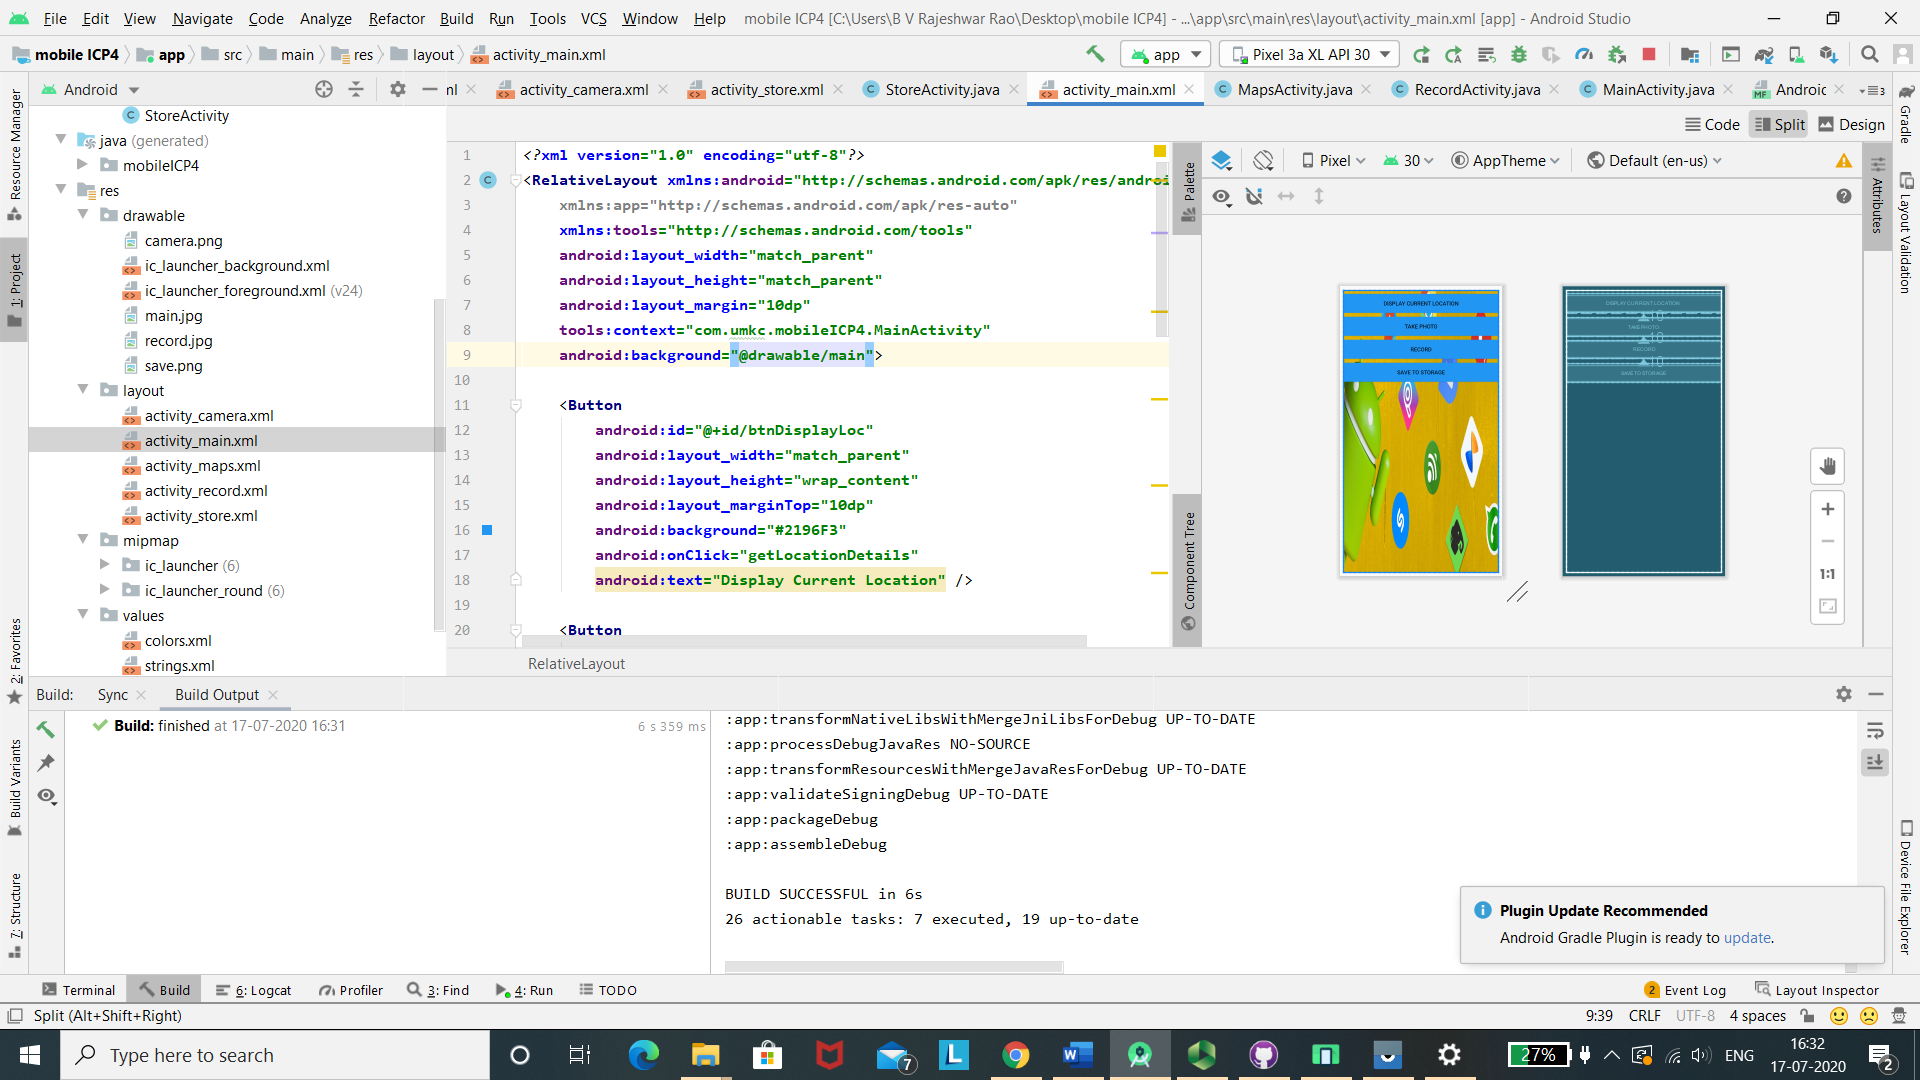 File Edit View Navigate Code Analyze Refactor Build Run Tools VCS Window Help mobile ICP4 [C:\Users\B V Rajeshwar Rao\Desktop\mobile ICP4] - ...\app\src\main\res\layout\activity_main.xml [app] - Android Studio
mobile ICP4 app src main res layout activity_main.xml app Pixel 3a XL API 30
Android ml activity_camera.xml activity_store.xml StoreActivity.java activity_main.xml MapsActivity.java RecordActivity.java MainActivity.java Androic 3
Code Split Design
Resource Manager
1: Project
2: Favorites
Build Variants
7: Structure
StoreActivity
java (generated)
mobileICP4
res
drawable
camera.png
ic_launcher_background.xml
ic_launcher_foreground.xml (v24)
main.jpg
record.jpg
save.png
layout
activity_camera.xml
activity_main.xml
activity_maps.xml
activity_record.xml
activity_store.xml
mipmap
ic_launcher (6)
ic_launcher_round (6)
values
colors.xml
strings.xml
1 <?xml version="1.0" encoding="utf-8"?>
2 <RelativeLayout xmlns:android="http://schemas.android.com/apk/res/androi
3 xmlns:app="http://schemas.android.com/apk/res-auto"
4 xmlns:tools="http://schemas.android.com/tools"
5 android:layout_width="match_parent"
6 android:layout_height="match_parent"
7 android:layout_margin="10dp"
8 tools:context="com.umkc.mobileICP4.MainActivity"
9 android:background="@drawable/main">
10
11 <Button
12 android:id="@+id/btnDisplayLoc"
13 android:layout_width="match_parent"
14 android:layout_height="wrap_content"
15 android:layout_marginTop="10dp"
16 android:background="#2196F3"
17 android:onClick="getLocationDetails"
18 android:text="Display Current Location" />
19
20 <Button
RelativeLayout
Palette
Component Tree
Pixel 30 AppTheme Default (en-us)
DISPLAY CURRENT LOCATION
TAKE PHOTO
RECORD
SAVE TO STORAGE
DISPLAY CURRENT LOCATION
10
TAKE PHOTO
10
RECORD
10
SAVE TO STORAGE
1:1
Attributes
Gradle
Layout Validation
Device File Explorer
Build: Sync Build Output
Build: finished at 17-07-2020 16:31 6 s 359 ms
:app:transformNativeLibsWithMergeJniLibsForDebug UP-TO-DATE
:app:processDebugJavaRes NO-SOURCE
:app:transformResourcesWithMergeJavaResForDebug UP-TO-DATE
:app:validateSigningDebug UP-TO-DATE
:app:packageDebug
:app:assembleDebug
BUILD SUCCESSFUL in 6s
26 actionable tasks: 7 executed, 19 up-to-date
Plugin Update Recommended
Android Gradle Plugin is ready to update.
Terminal Build 6: Logcat Profiler 3: Find 4: Run TODO 2 Event Log Layout Inspector
Split (Alt+Shift+Right) 9:39 CRLF UTF-8 4 spaces
Type here to search 7 L 27% ENG 16:32
17-07-2020 2